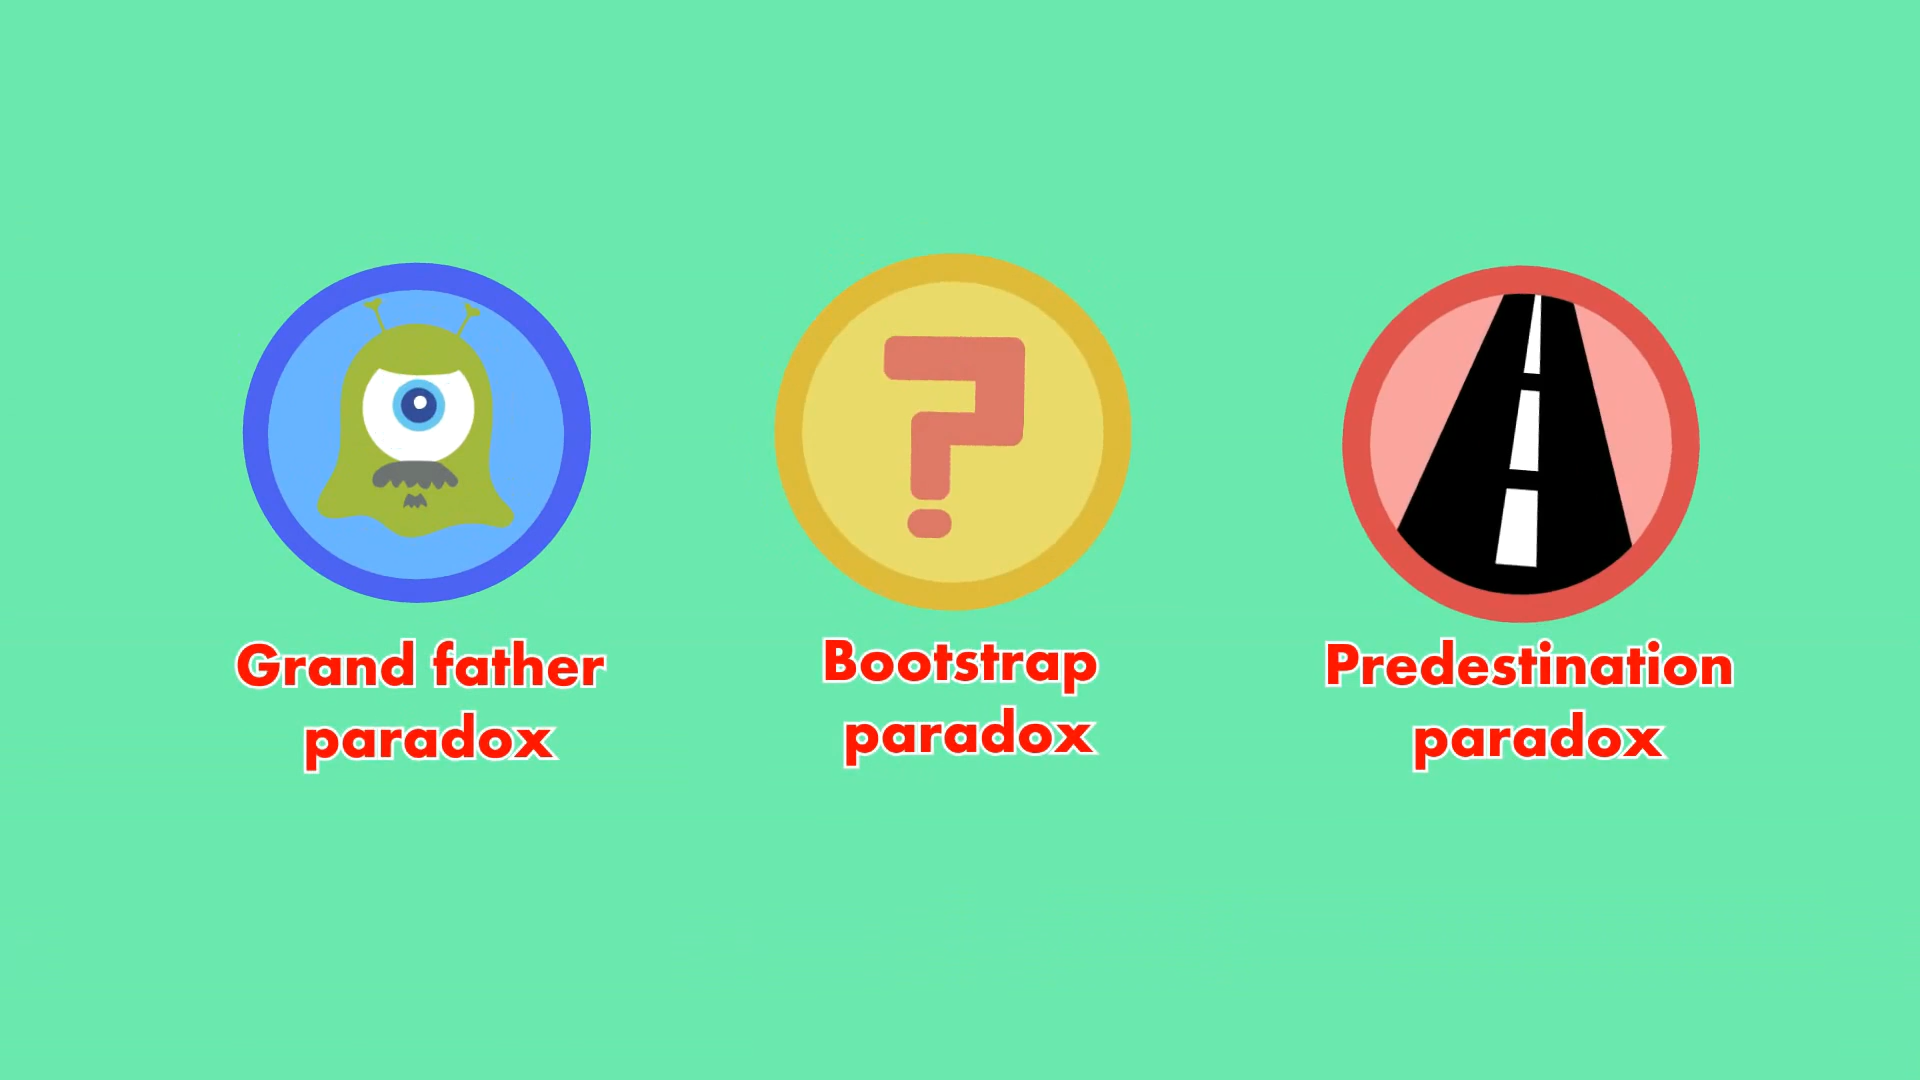 Grand father
paradox
Bootstrap
paradox
Predestination
paradox